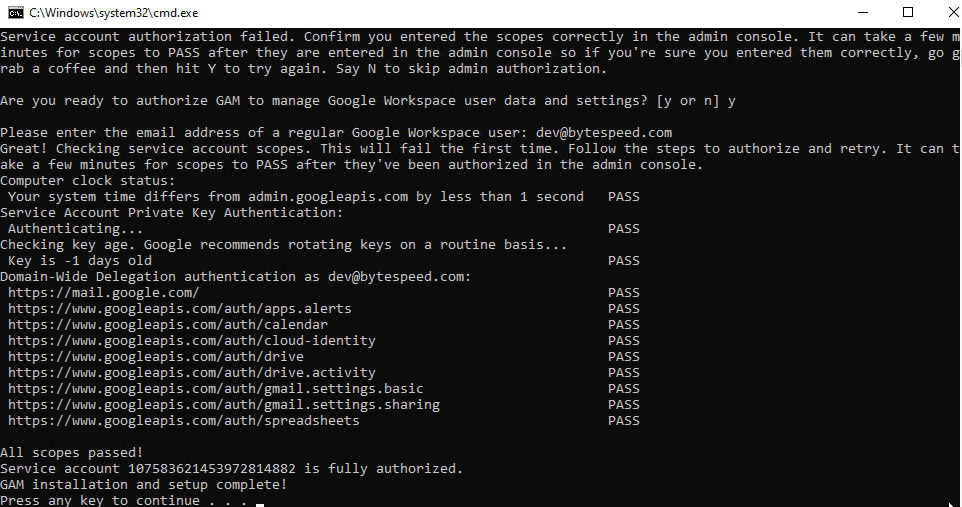 C:\Windows\system32\cmd.exe
Service account authorization failed. Confirm you entered the scopes correctly in the admin console. It can take a few m
inutes for scopes to PASS after they are entered in the admin console so if you're sure you entered them correctly, go g
rab a coffee and then hit Y to try again. Say N to skip admin authorization.
Are you ready to authorize GAM to manage Google Workspace user data and settings? [y or n] y
Please enter the email address of a regular Google Workspace user: dev@bytespeed.com
Great! Checking service account scopes. This will fail the first time. Follow the steps to authorize and retry. It can t
ake a few minutes for scopes to PASS after they've been authorized in the admin console.
Computer clock status:
Your system time differs from admin.googleapis.com by less than 1 second PASS
Service Account Private Key Authentication:
Authenticating... PASS
Checking key age. Google recommends rotating keys on a routine basis...
Key is -1 days old PASS
Domain-Wide Delegation authentication as dev@bytespeed.com:
https://mail.google.com/ PASS
https://www.googleapis.com/auth/apps.alerts PASS
https://www.googleapis.com/auth/calendar PASS
https://www.googleapis.com/auth/cloud-identity PASS
https://www.googleapis.com/auth/drive PASS
https://www.googleapis.com/auth/drive.activity PASS
https://www.googleapis.com/auth/gmail.settings.basic PASS
https://www.googleapis.com/auth/gmail.settings.sharing PASS
https://www.googleapis.com/auth/spreadsheets PASS
All scopes passed!
Service account 107583621453972814882 is fully authorized.
GAM installation and setup complete!
Press any key to continue . . .